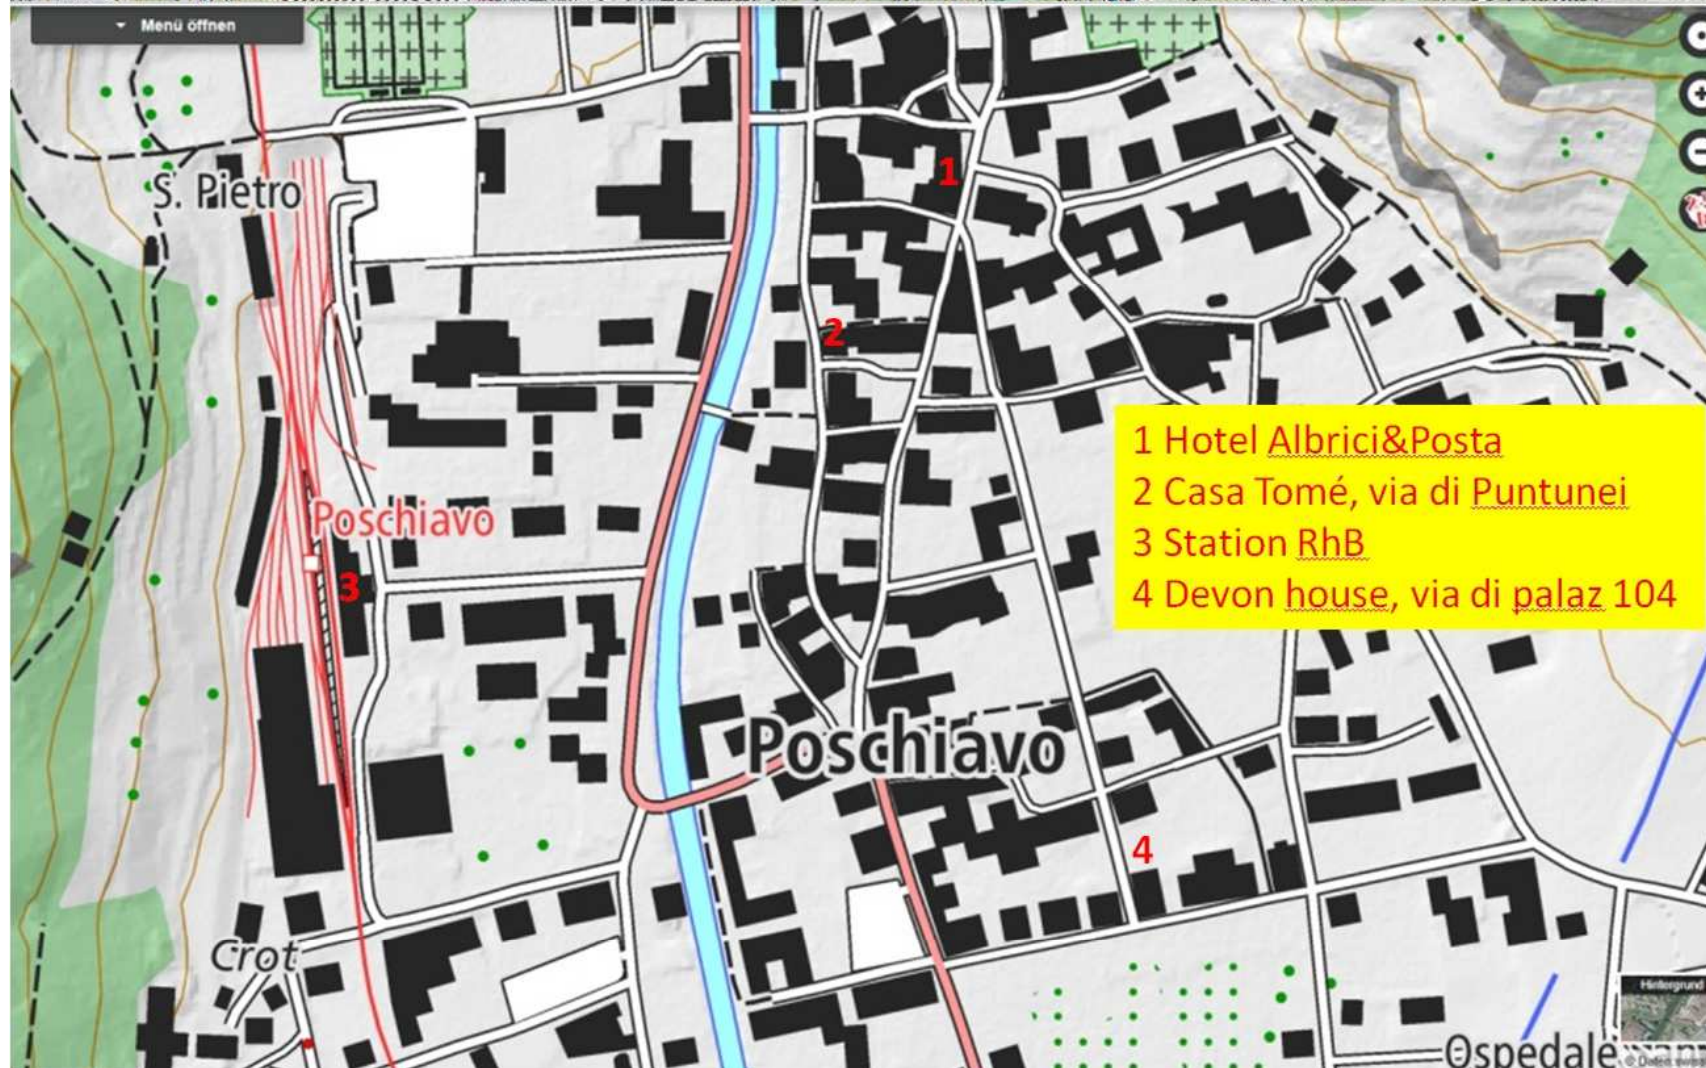 Menü öffnen
S. Pietro
1
2
1 Hotel Albrici&Posta
2 Casa Tomé, via di Puntunei
3 Station RhB
4 Devon house, via di palaz 104
Poschiavo
3
Poschiavo
4
Crot
Hintergrund
Ospedale